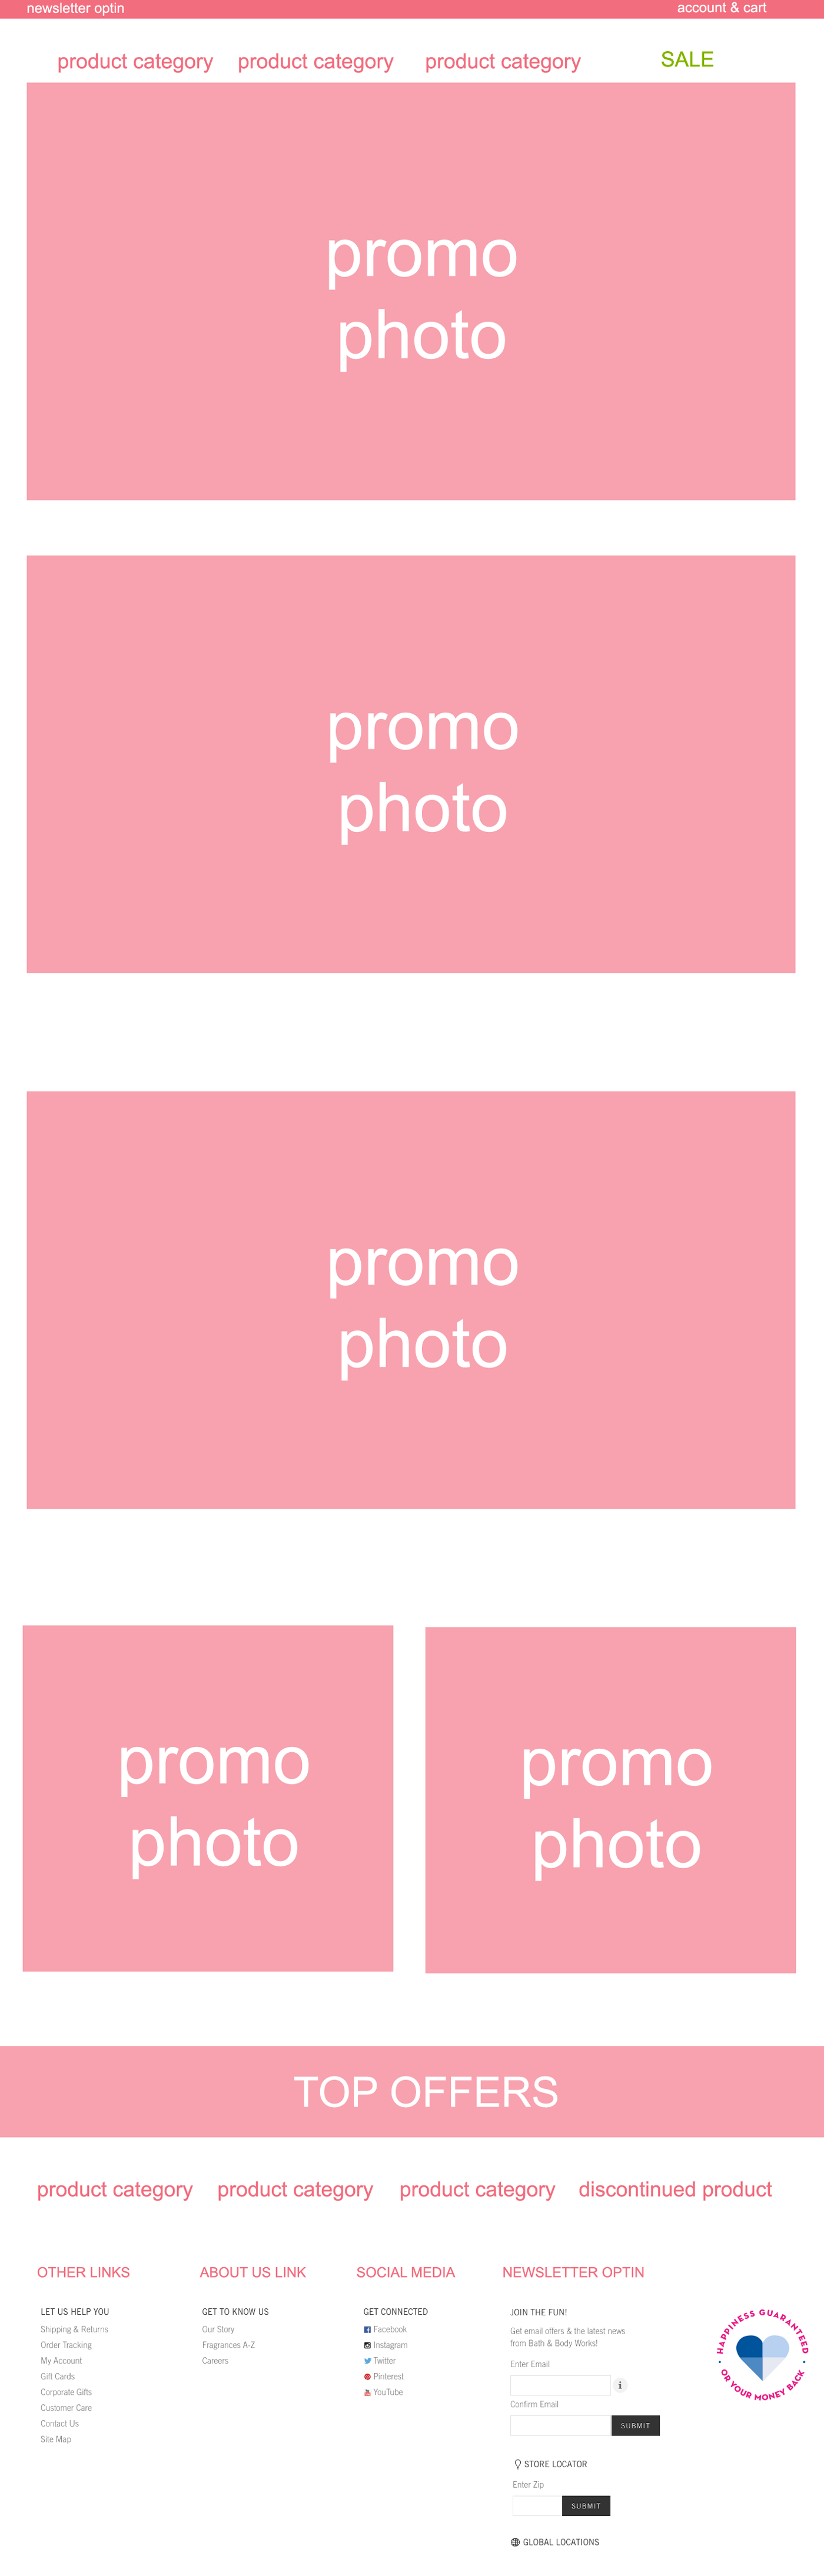 newsletter optin
account & cart
product category
product category
product category
SALE
promo
photo
promo
photo
promo
photo
promo
photo
promo
photo
TOP OFFERS
product category
product category
product category
discontinued product
OTHER LINKS
LET US HELP YOU
Shipping & Returns
Order Tracking
My Account
Gift Cards
Corporate Gifts
Customer Care
Contact Us
Site Map
ABOUT US LINK
GET TO KNOW US
Our Story
Fragrances A-Z
Careers
SOCIAL MEDIA
GET CONNECTED
Facebook
Instagram
Twitter
Pinterest
YouTube
NEWSLETTER OPTIN
JOIN THE FUN!
Get email offers & the latest news
from Bath & Body Works!
Enter Email
i
Confirm Email
SUBMIT
STORE LOCATOR
Enter Zip
SUBMIT
GLOBAL LOCATIONS
HAPPINESS GUARANTEED
OR YOUR MONEY BACK